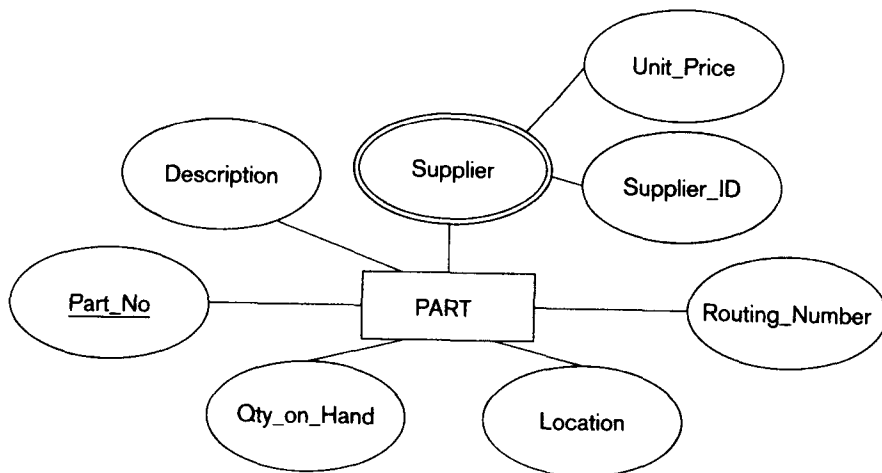 Unit_Price
Description
Supplier
Supplier_ID
Part_No
PART
Routing_Number
Qty_on_Hand
Location